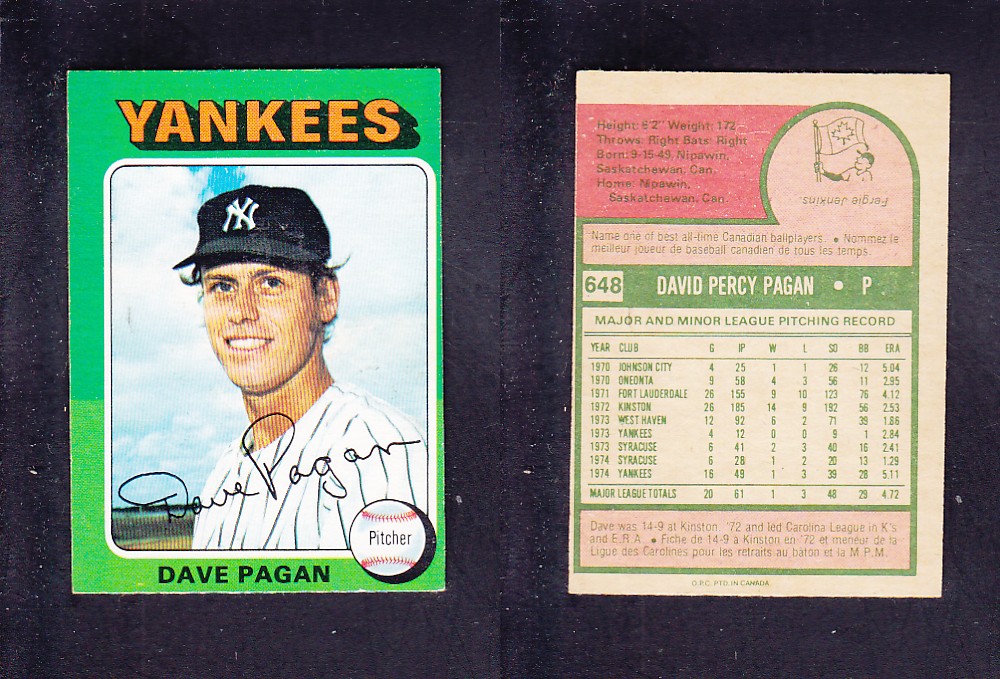 YANKEES
NY
Dave Pagan
Pitcher
DAVE PAGAN
Height: 6'2" Weight: 172
Throws: Right Bats: Right
Born: 9-15-49, Nipawin,
Saskatchewan, Can.
Home: Nipawin,
Saskatchewan, Can.
Fergie Jenkins.
Name one of best all-time Canadian ballplayers. • Nommez le
meilleur joueur de baseball canadien de tous les temps.
648 DAVID PERCY PAGAN • P
MAJOR AND MINOR LEAGUE PITCHING RECORD
YEAR CLUB G IP W L SO BB ERA
1970 JOHNSON CITY 4 25 1 1 26 12 5.04
1970 ONEONTA 9 58 4 3 56 11 2.95
1971 FORT LAUDERDALE 26 155 9 10 123 76 4.12
1972 KINSTON 26 185 14 9 192 56 2.53
1973 WEST HAVEN 12 92 6 2 71 39 1.86
1973 YANKEES 4 12 0 0 9 1 2.84
1973 SYRACUSE 6 41 2 3 40 16 2.41
1974 SYRACUSE 6 28 1 2 20 13 1.29
1974 YANKEES 16 49 1 3 39 28 5.11
MAJOR LEAGUE TOTALS 20 61 1 3 48 29 4.72
Dave was 14-9 at Kinston, '72 and led Carolina League in K's
and E.R.A. • Fiche de 14-9 à Kinston en '72 et meneur de la
Ligue des Carolines pour les retraits au bâton et la M.P.M.
O.P.C. PTD. IN CANADA